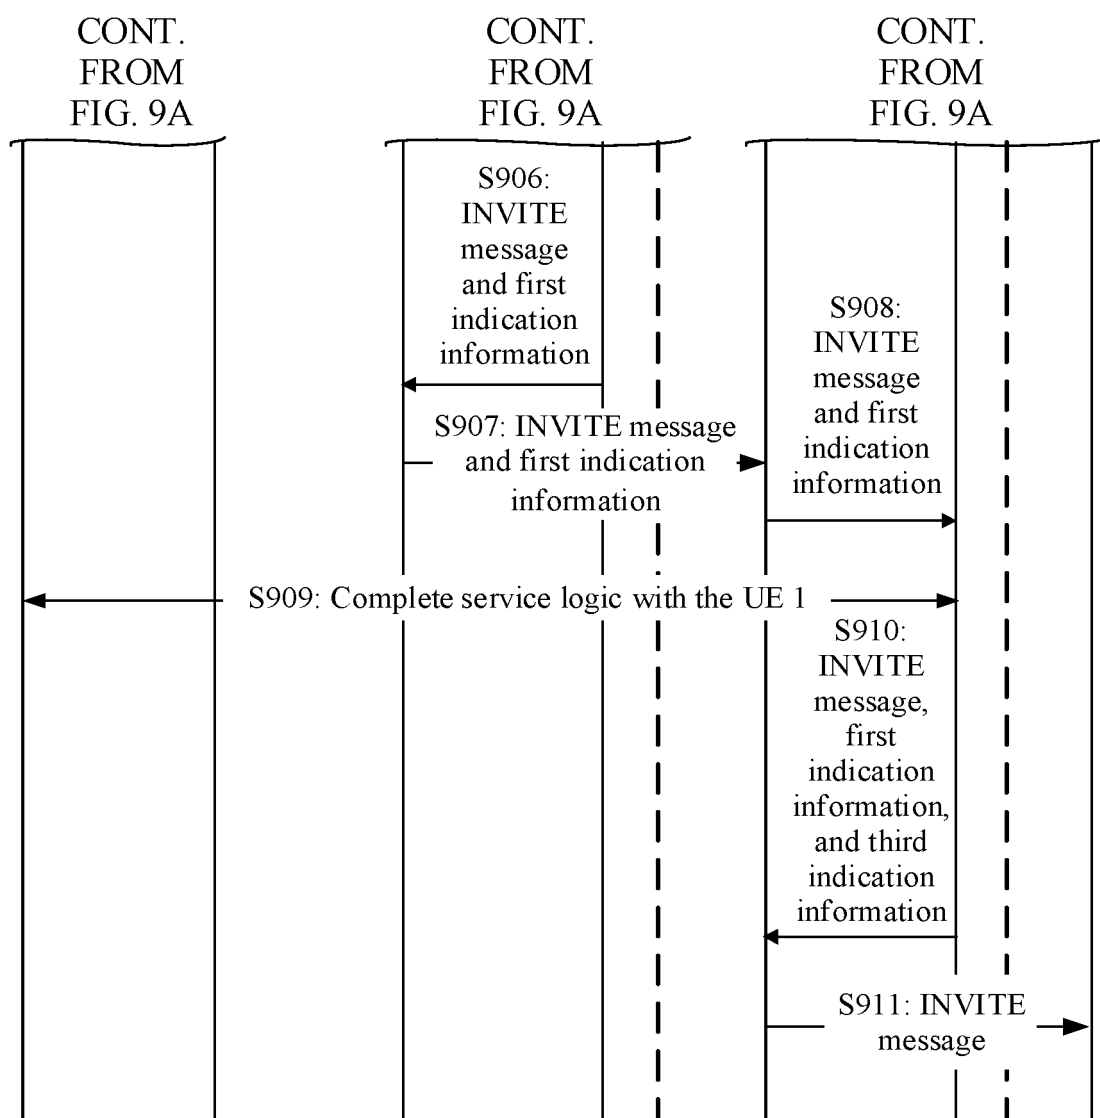 CONT.
FROM
FIG. 9A
CONT.
FROM
FIG. 9A
CONT.
FROM
FIG. 9A
S906:
INVITE
message
and first
indication
information
S907: INVITE message
and first indication
information
S908:
INVITE
message
and first
indication
information
S909: Complete service logic with the UE 1
S910:
INVITE
message,
first
indication
information,
and third
indication
information
S911: INVITE
message